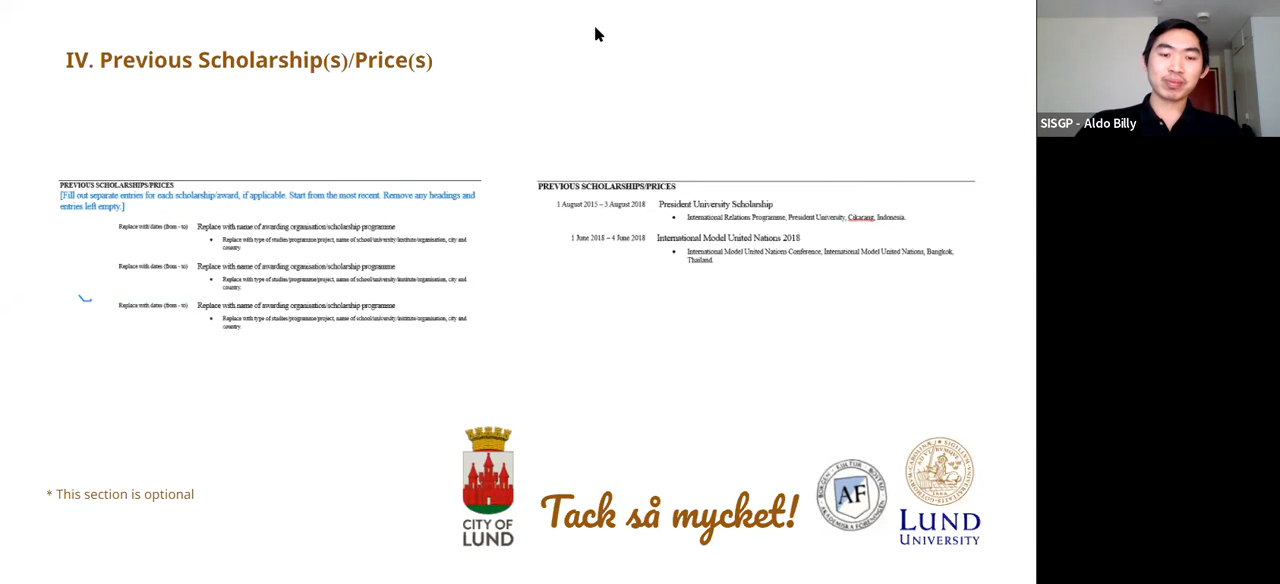 IV. Previous Scholarship(s)/Price(s)
SISGP - Aldo Billy
PREVIOUS SCHOLARSHIPS/PRICES
[Fill out separate entries for each scholarship/award, if applicable. Start from the most recent. Remove any headings and
entries left empty.]
Replace with dates (from - to) Replace with name of awarding organisation/scholarship programme
• Replace with type of studies/programme/project, name of school/university/institute/organisation, city and
country.
Replace with dates (from - to) Replace with name of awarding organisation/scholarship programme
• Replace with type of studies/programme/project, name of school/university/institute/organisation, city and
country.
Replace with dates (from - to) Replace with name of awarding organisation/scholarship programme
• Replace with type of studies/programme/project, name of school/university/institute/organisation, city and
country.
PREVIOUS SCHOLARSHIPS/PRICES
1 August 2015 – 3 August 2018 President University Scholarship
• International Relations Programme, President University, Cikarang, Indonesia.
1 June 2018 – 4 June 2018 International Model United Nations 2018
• International Model United Nations Conference, International Model United Nations, Bangkok,
Thailand.
* This section is optional
CITY OF
LUND
Tack så mycket!
AF
LUND
UNIVERSITY